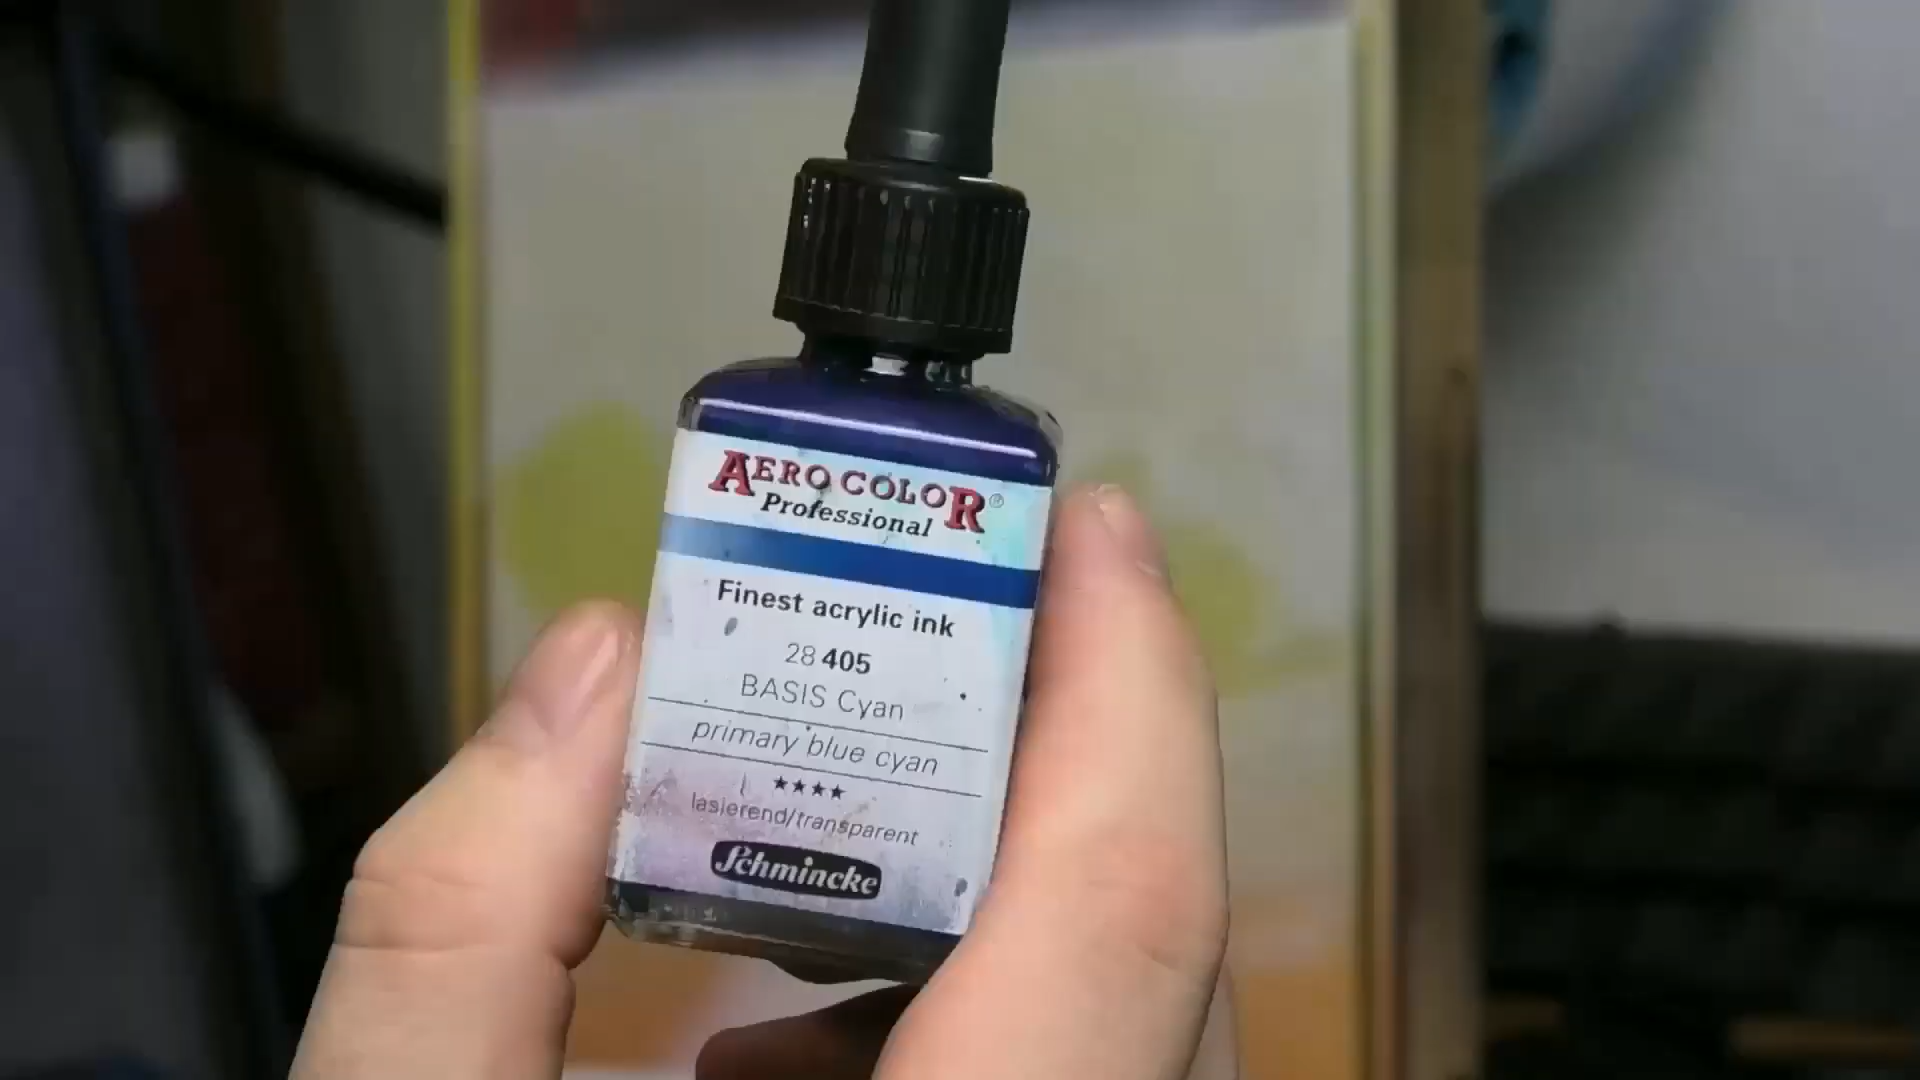 AERO COLOR®
Professional
Finest acrylic ink
28 405
BASIS Cyan
primary blue cyan
★★★★
lasierend/transparent
Schmincke